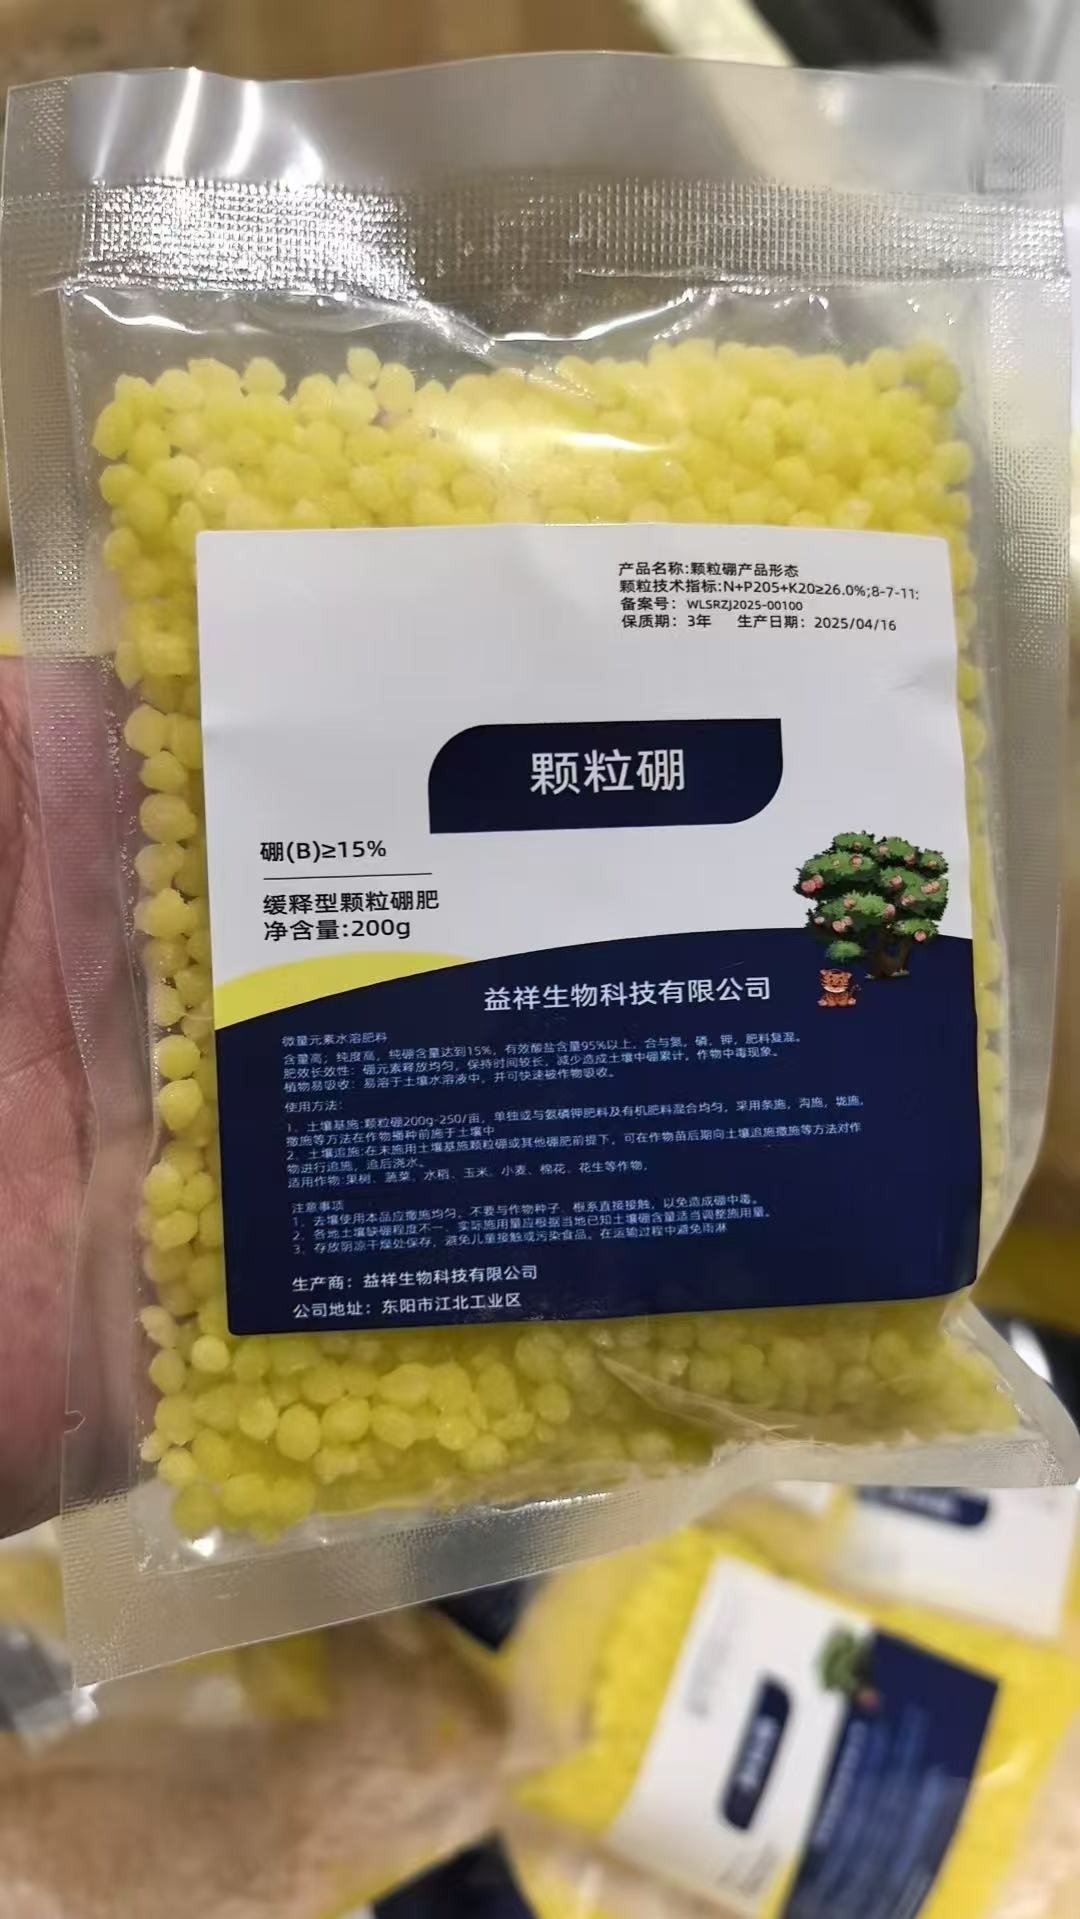 产品名称:颗粒硼产品形态
颗粒技术指标:N+P205+K20≥26.0%;8-7-11:
备案号： WLSRZJ2025-00100
保质期：3年 生产日期：2025/04/16
颗粒硼
硼(B)≥15%
缓释型颗粒硼肥
净含量:200g
益祥生物科技有限公司
微量元素水溶肥料
含量高；纯度高，纯硼含量达到15%，有效酸盐含量95%以上，合与氮，磷，钾，肥料复混。
肥效长效性：硼元素释放均匀，保持时间较长，减少造成土壤中硼累计，作物中毒现象。
植物易吸收：易溶于土壤水溶液中，并可快速被作物吸收。
使用方法：
1、土壤基施:颗粒硼200g-250/亩，单独或与氨磷钾肥料及有机肥料混合均匀，采用条施，沟施，垅施，
撒施等方法在作物播种前施于土壤中
2、土壤追施:在未施用土壤基施颗粒硼或其他硼肥前提下，可在作物苗后期向土壤追施撒施等方法对作
物进行追施，追后浇水。
适用作物:果树、蔬菜、水稻、玉米、小麦、棉花、花生等作物，
注意事项
1、去壤使用本品应撒施均匀，不要与作物种子、根系直接接触，以免造成硼中毒。
2、各地土壤缺硼程度不一、实际施用量应根据当地已知土壤硼含量适当调整施用量。
3、存放阴凉干燥处保存，避免儿童接触或污染食品。在运输过程中避免雨淋
生产商：益祥生物科技有限公司
公司地址：东阳市江北工业区